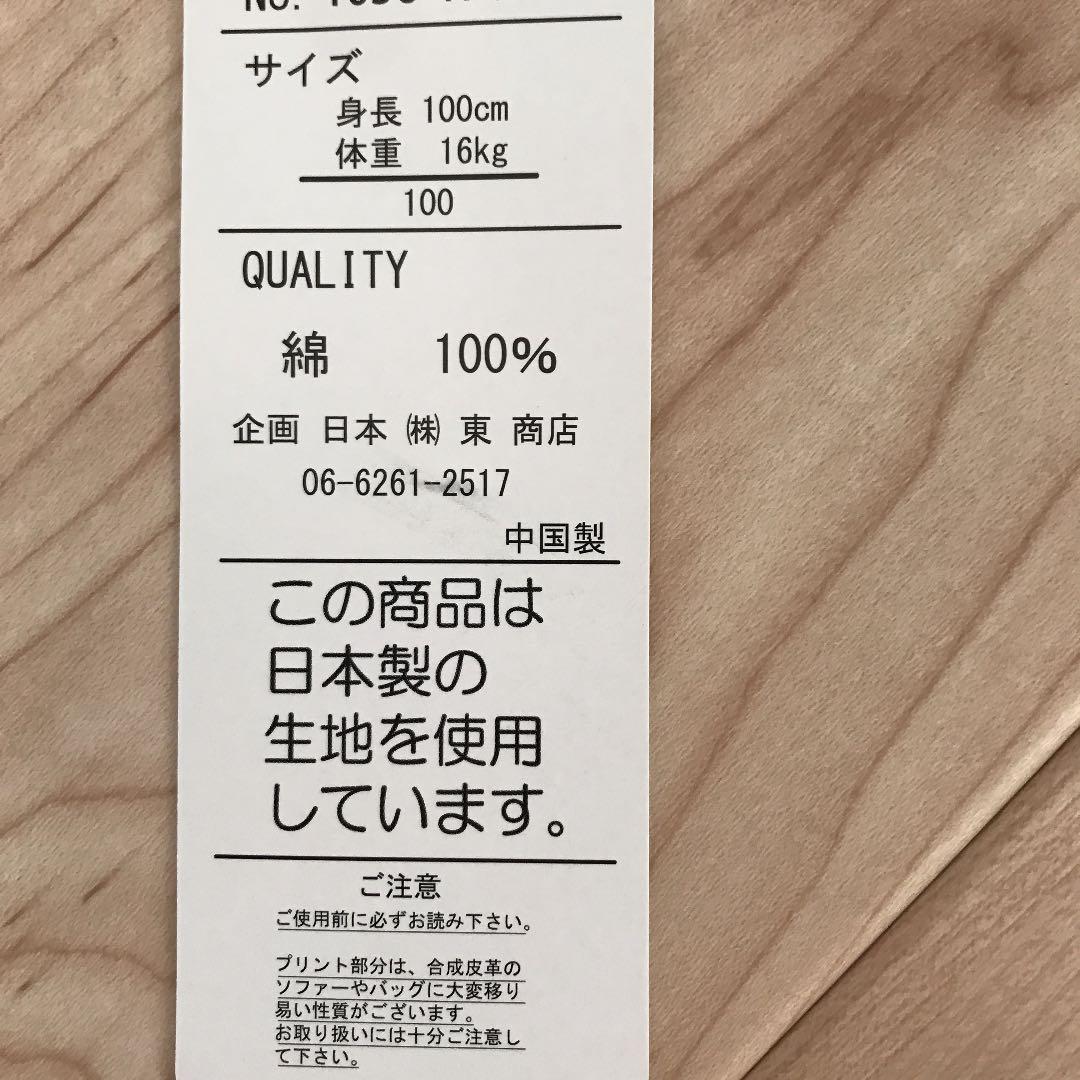 No.
サイズ
身長 100cm
体重 16kg
100
QUALITY
綿 100%
企画 日本 ㈱ 東 商店
06-6261-2517
中国製
この商品は
日本製の
生地を使用
しています。
ご注意
ご使用前に必ずお読み下さい。
プリント部分は、合成皮革の
ソファーやバッグに大変移り
易い性質がございます。
お取り扱いには十分ご注意し
て下さい。